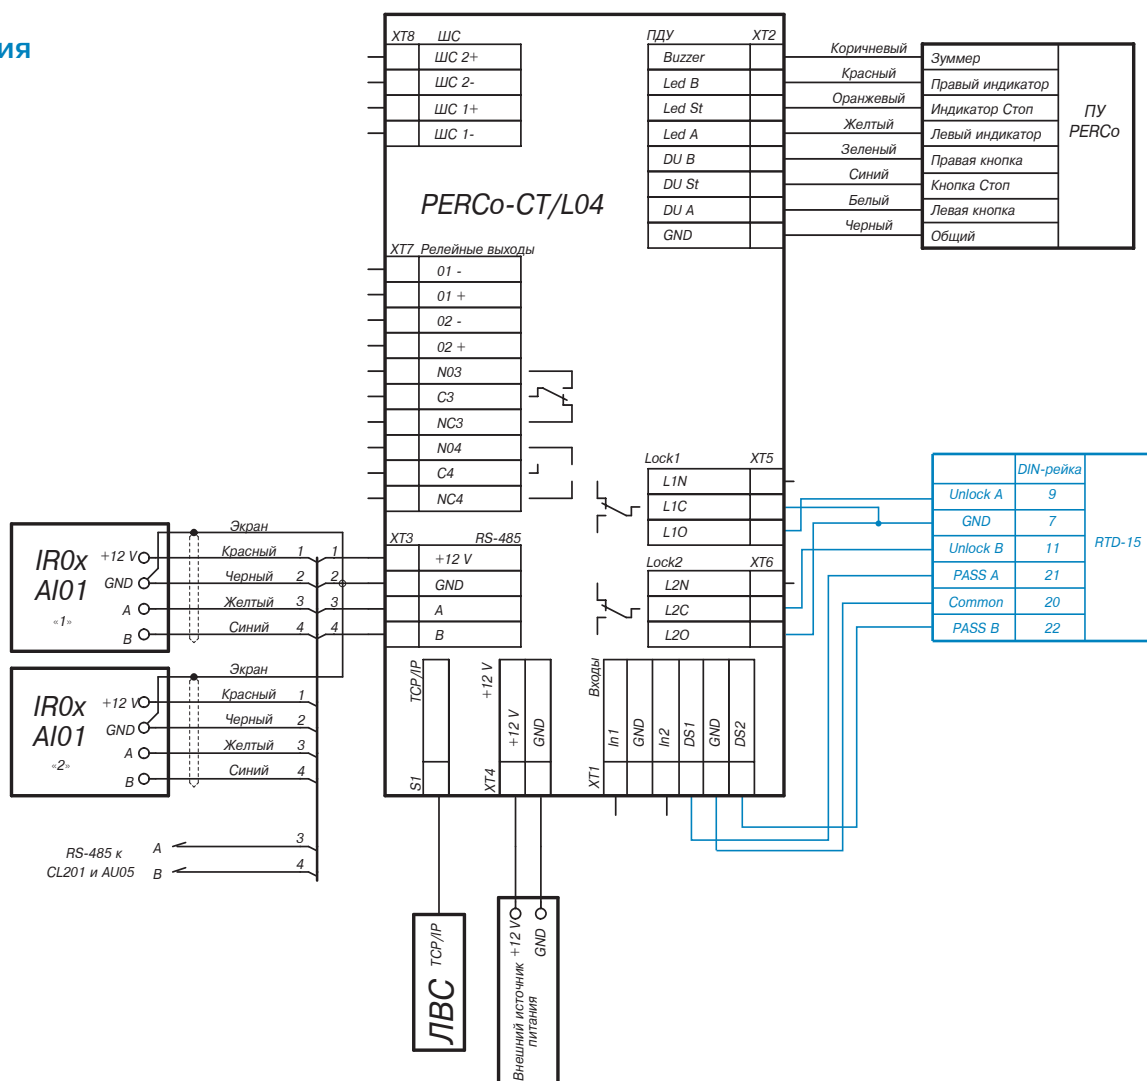 ия
XT8 ШС
ШС 2+
ШС 2-
ШС 1+
ШС 1-
ПДУ XT2
Buzzer
Led B
Led St
Led A
DU B
DU St
DU A
GND
Коричневый
Красный
Оранжевый
Желтый
Зеленый
Синий
Белый
Черный
Зуммер
Правый индикатор
Индикатор Стоп
Левый индикатор
Правая кнопка
Кнопка Стоп
Левая кнопка
Общий
ПУ
PERCo
PERCo-CT/L04
XT7 Релейные выходы
01 -
01 +
02 -
02 +
N03
C3
NC3
N04
C4
NC4
Lock1 XT5
L1N
L1C
L1O
Lock2 XT6
L2N
L2C
L2O
DIN-рейка
Unlock A 9
GND 7
Unlock B 11
PASS A 21
Common 20
PASS B 22
RTD-15
XT3 RS-485
+12 V
GND
A
B
IR0x
AI01
«1»
+12 V
GND
A
B
Экран
Красный 1 1
Черный 2 2
Желтый 3 3
Синий 4 4
IR0x
AI01
«2»
+12 V
GND
A
B
Экран
Красный 1
Черный 2
Желтый 3
Синий 4
RS-485 к
CL201 и AU05
A 3
B 4
TCP/IP
S1
+12 V
XT4
+12 V
GND
Входы
XT1
In1
GND
In2
DS1
GND
DS2
ЛВС TCP/IP
+12 V
GND
Внешний источник
питания